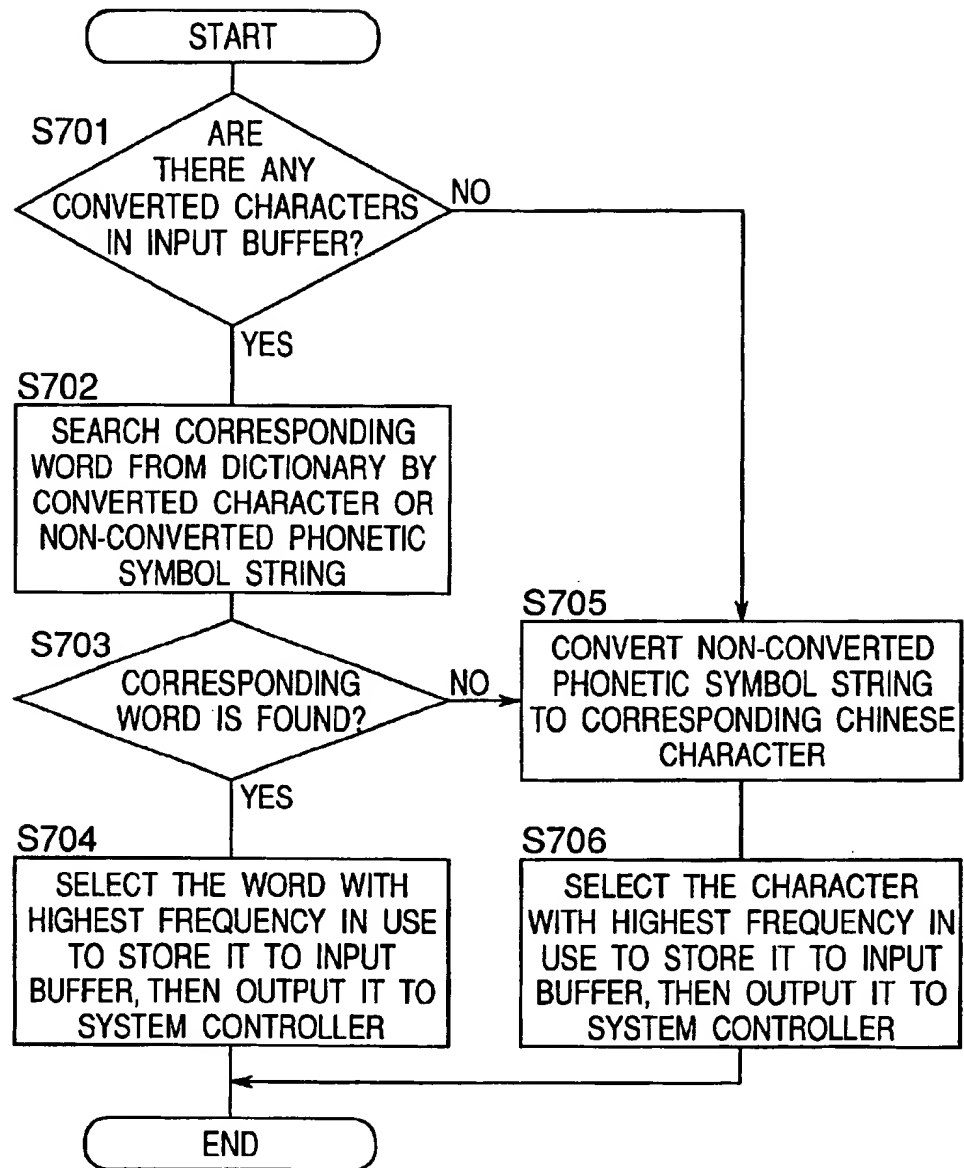 START
S701
ARE
THERE ANY
CONVERTED CHARACTERS
IN INPUT BUFFER?
NO
YES
S702
SEARCH CORRESPONDING
WORD FROM DICTIONARY BY
CONVERTED CHARACTER OR
NON-CONVERTED PHONETIC
SYMBOL STRING
S703
CORRESPONDING
WORD IS FOUND?
NO
YES
S705
CONVERT NON-CONVERTED
PHONETIC SYMBOL STRING
TO CORRESPONDING CHINESE
CHARACTER
S704
SELECT THE WORD WITH
HIGHEST FREQUENCY IN USE
TO STORE IT TO INPUT
BUFFER, THEN OUTPUT IT TO
SYSTEM CONTROLLER
S706
SELECT THE CHARACTER
WITH HIGHEST FREQUENCY IN
USE TO STORE IT TO INPUT
BUFFER, THEN OUTPUT IT TO
SYSTEM CONTROLLER
END